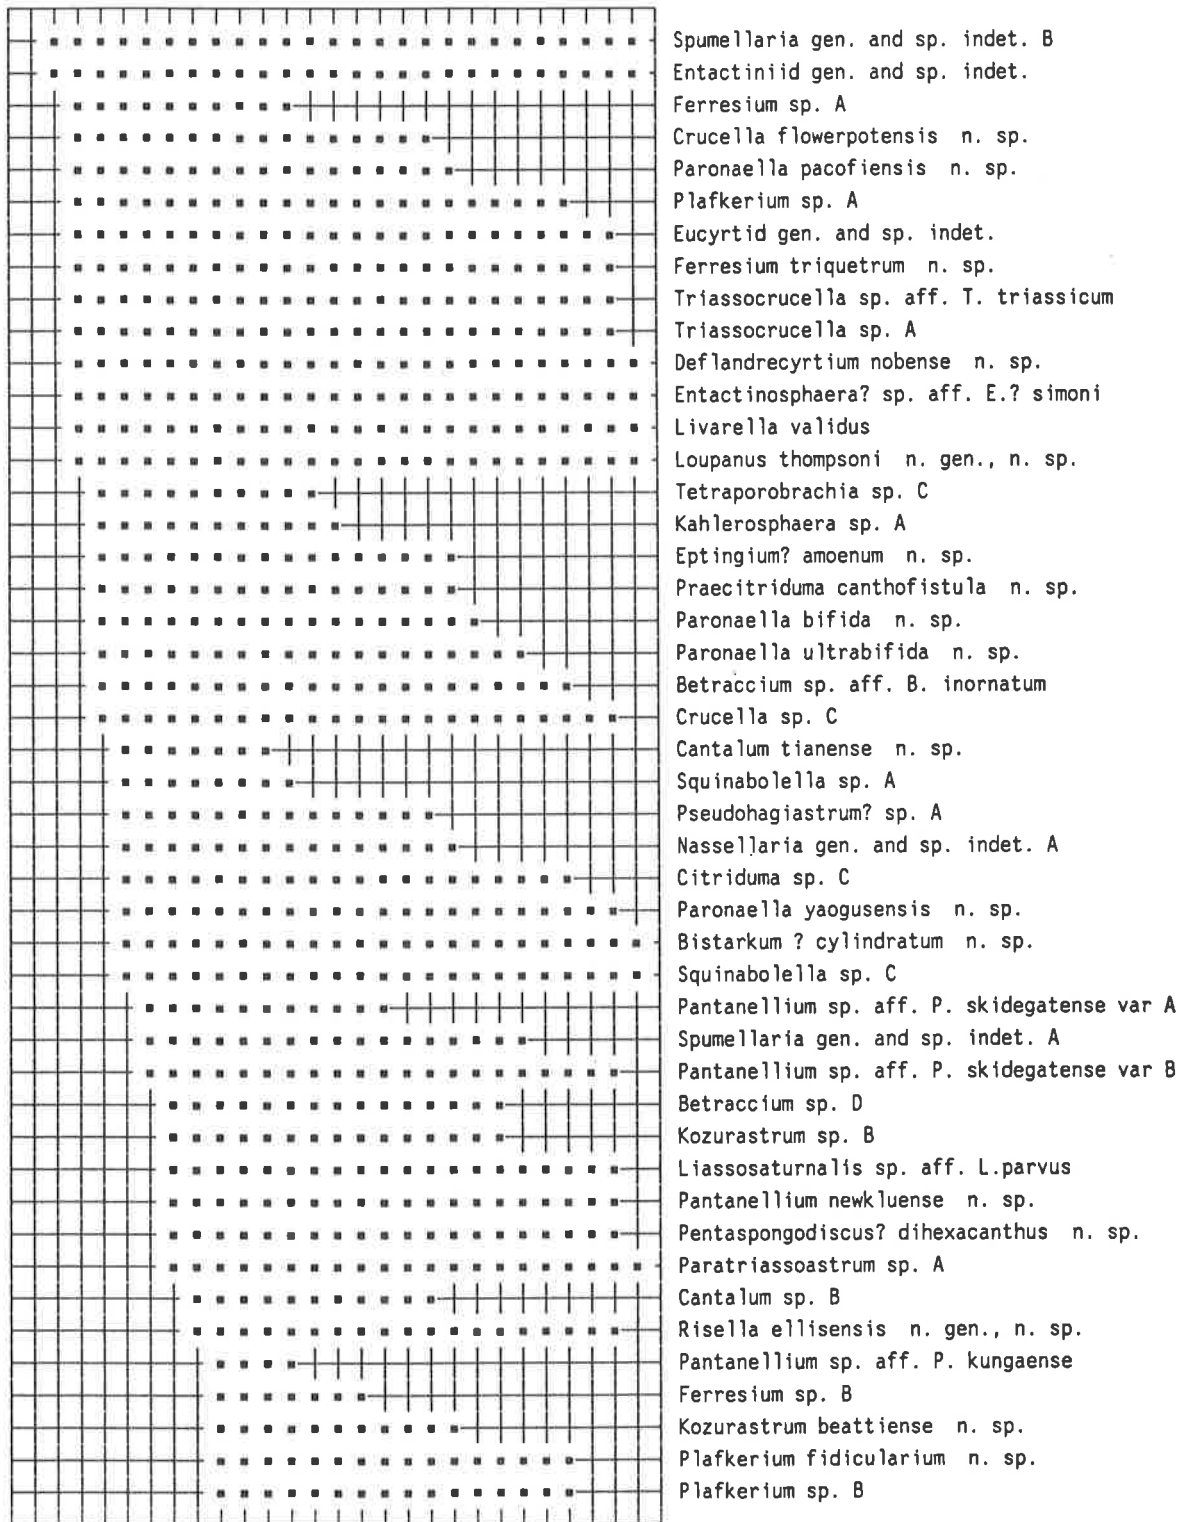 Spumellaria gen. and sp. indet. B
Entactiniid gen. and sp. indet.
Ferresium sp. A
Crucella flowerpotensis n. sp.
Paronaella pacofiensis n. sp.
Plafkerium sp. A
Eucyrtid gen. and sp. indet.
Ferresium triquetrum n. sp.
Triassocrucella sp. aff. T. triassicum
Triassocrucella sp. A
Deflandrecyrtium nobense n. sp.
Entactinosphaera? sp. aff. E.? simoni
Livarella validus
Loupanus thompsoni n. gen., n. sp.
Tetraporobrachia sp. C
Kahlerosphaera sp. A
Eptingium? amoenum n. sp.
Praecitriduma canthofistula n. sp.
Paronaella bifida n. sp.
Paronaella ultrabifida n. sp.
Betraccium sp. aff. B. inornatum
Crucella sp. C
Cantalum tianense n. sp.
Squinabolella sp. A
Pseudohagiastrum? sp. A
Nassellaria gen. and sp. indet. A
Citriduma sp. C
Paronaella yaogusensis n. sp.
Bistarkum ? cylindratum n. sp.
Squinabolella sp. C
Pantanellium sp. aff. P. skidegatense var A
Spumellaria gen. and sp. indet. A
Pantanellium sp. aff. P. skidegatense var B
Betraccium sp. D
Kozurastrum sp. B
Liassosaturnalis sp. aff. L.parvus
Pantanellium newkluense n. sp.
Pentaspongodiscus? dihexacanthus n. sp.
Paratriassoastrum sp. A
Cantalum sp. B
Risella ellisensis n. gen., n. sp.
Pantanellium sp. aff. P. kungaense
Ferresium sp. B
Kozurastrum beattiense n. sp.
Plafkerium fidicularium n. sp.
Plafkerium sp. B